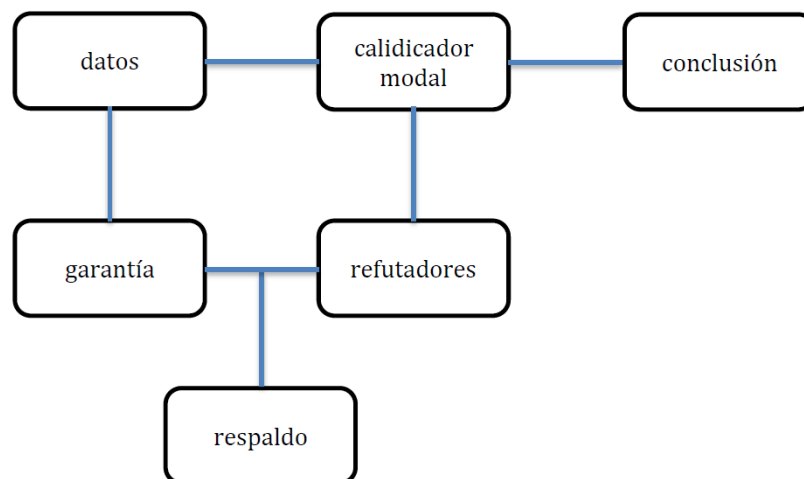 datos
calidicador
modal
conclusión
garantía
refutadores
respaldo